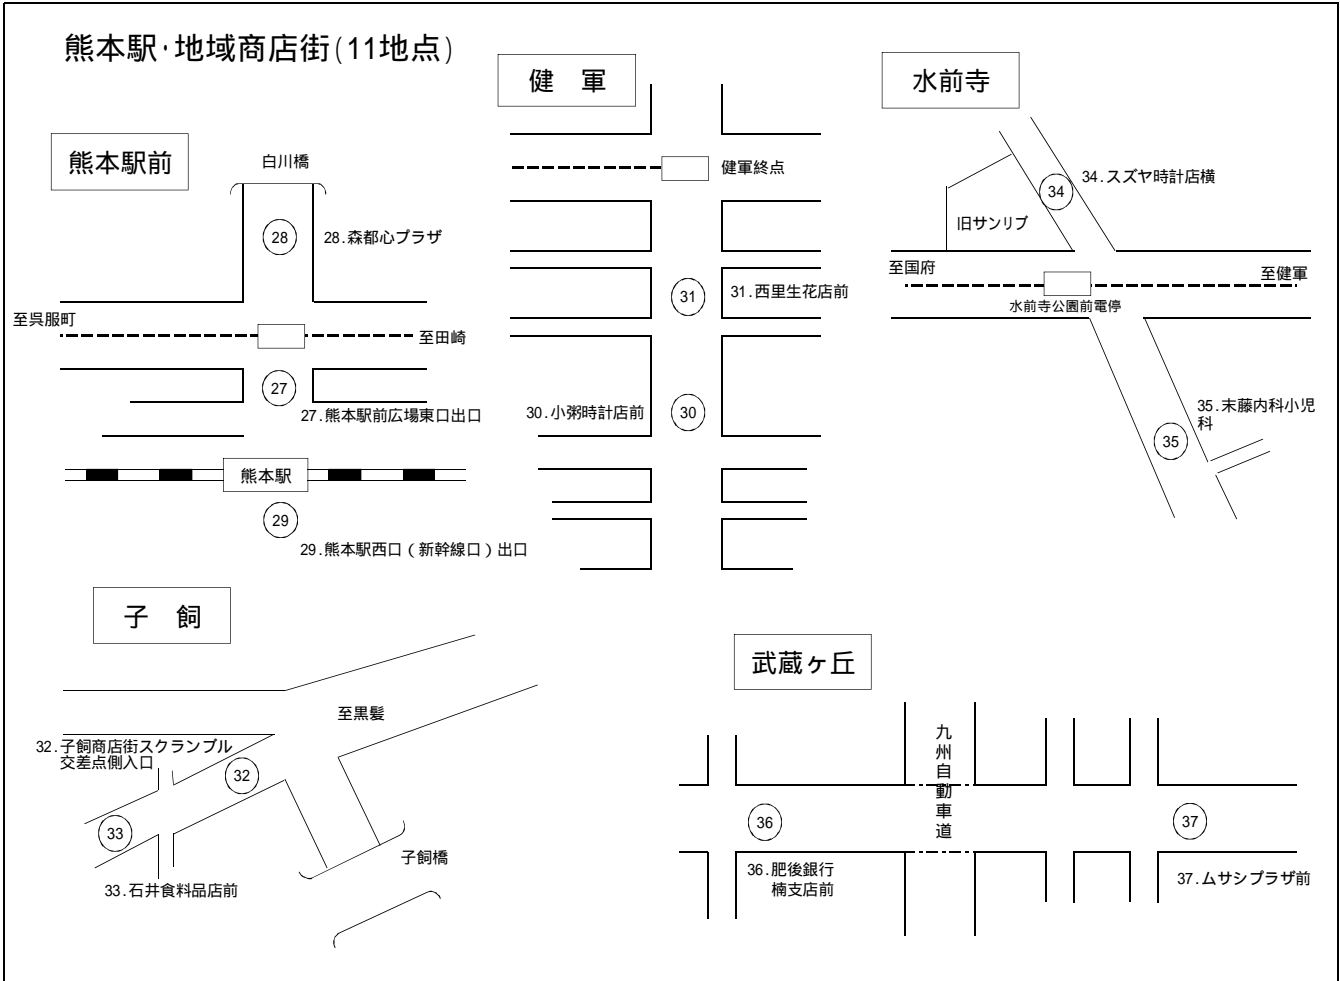 熊本駅・地域商店街(11地点)
熊本駅前
白川橋
28
28.森都心プラザ
至呉服町
至田崎
27
27.熊本駅前広場東口出口
熊本駅
29
29.熊本駅西口(新幹線口)出口
健 軍
健軍終点
31
31.西里生花店前
30.小粥時計店前
30
水前寺
34
34.スズヤ時計店横
旧サンリブ
至国府
至健軍
水前寺公園前電停
35.末藤内科小児
科
35
子 飼
至黒髪
32.子飼商店街スクランブル
交差点側入口
32
33
子飼橋
33.石井食料品店前
武蔵ヶ丘
九州自動車道
36
37
36.肥後銀行
楠支店前
37.ムサシプラザ前